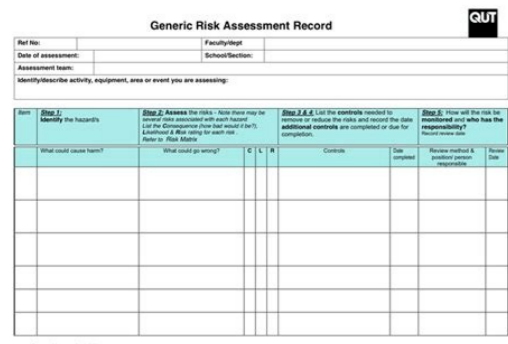 QUT
Generic Risk Assessment Record
Ref No:
Faculty/dept
Date of assessment:
School/Section:
Assessment team:
Identify/describe activity, equipment, area or event you are assessing:
Item
Step 1:
Identify the hazard/s
Step 2: Assess the risks - Note there may be
several risks associated with each hazard
List the Consequence (how bad would it be?),
Likelihood & Risk rating for each risk .
Refer to Risk Matrix
Step 3 & 4: List the controls needed to
remove or reduce the risks and record the date
additional controls are completed or due for
completion.
Step 5: How will the risk be
monitored and who has the
responsibility?
Record review date.
What could cause harm?
What could go wrong?
C
L
R
Controls
Date
completed
Review method &
position/ person
responsible
Review
Date